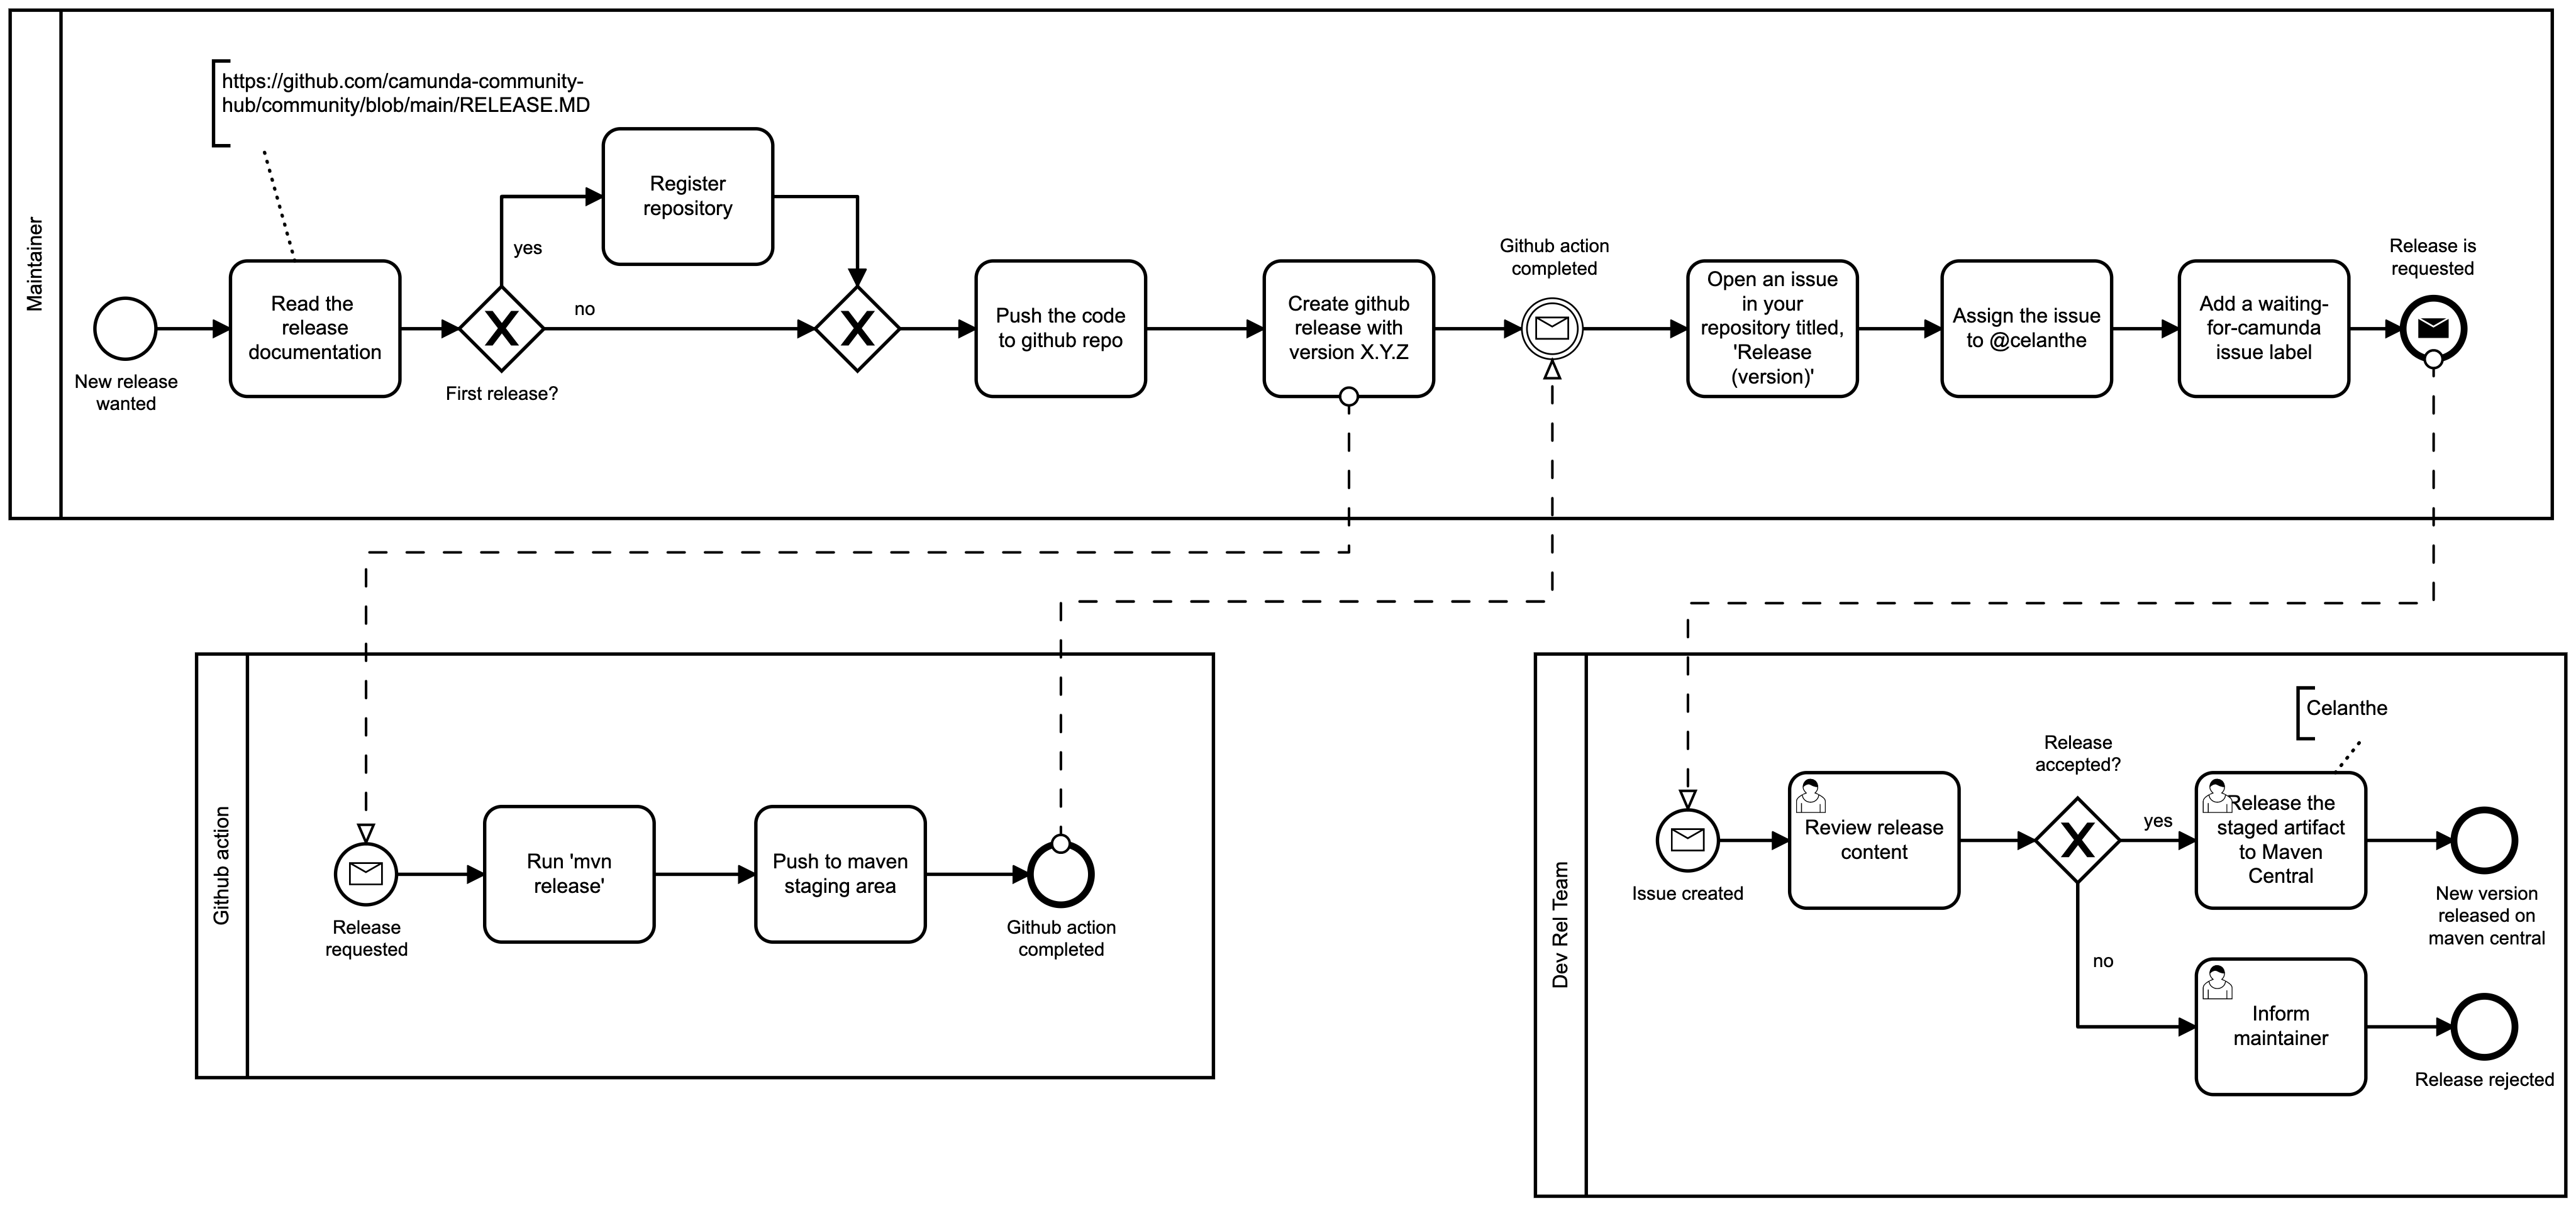 Maintainer
https://github.com/camunda-community-
hub/community/blob/main/RELEASE.MD
New release
wanted
Read the
release
documentation
First release?
yes
no
Register
repository
Push the code
to github repo
Create github
release with
version X.Y.Z
Github action
completed
Open an issue
in your
repository titled,
'Release
(version)'
Assign the issue
to @celanthe
Add a waiting-
for-camunda
issue label
Release is
requested
Github action
Release
requested
Run 'mvn
release'
Push to maven
staging area
Github action
completed
Dev Rel Team
Issue created
Review release
content
Release
accepted?
yes
no
Celanthe
Release the
staged artifact
to Maven
Central
New version
released on
maven central
Inform
maintainer
Release rejected